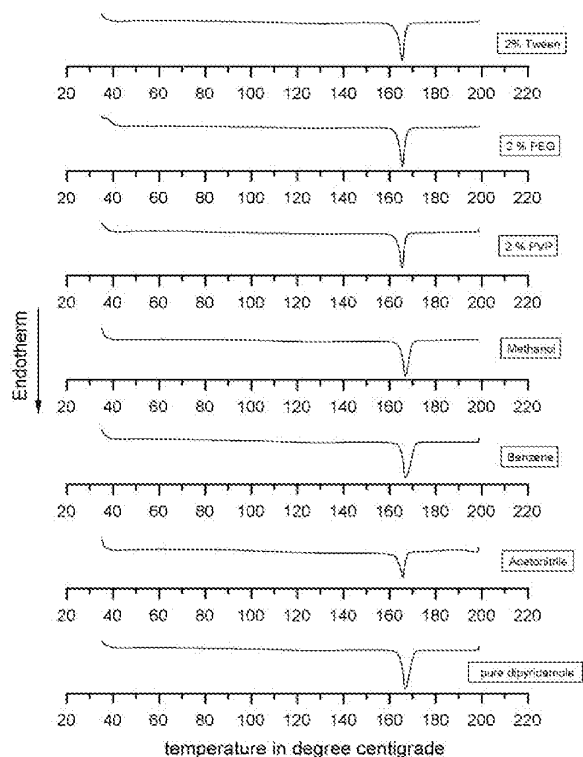 2% Tween
20 40 60 80 100 120 140 160 180 200 220
2 % PEG
20 40 60 80 100 120 140 160 180 200 220
2 % PVP
20 40 60 80 100 120 140 160 180 200 220
Endotherm
Methanol
20 40 60 80 100 120 140 160 180 200 220
Benzene
20 40 60 80 100 120 140 160 180 200 220
Acetonitrile
20 40 60 80 100 120 140 160 180 200 220
pure dipyridamole
20 40 60 80 100 120 140 160 180 200 220
temperature in degree centigrade